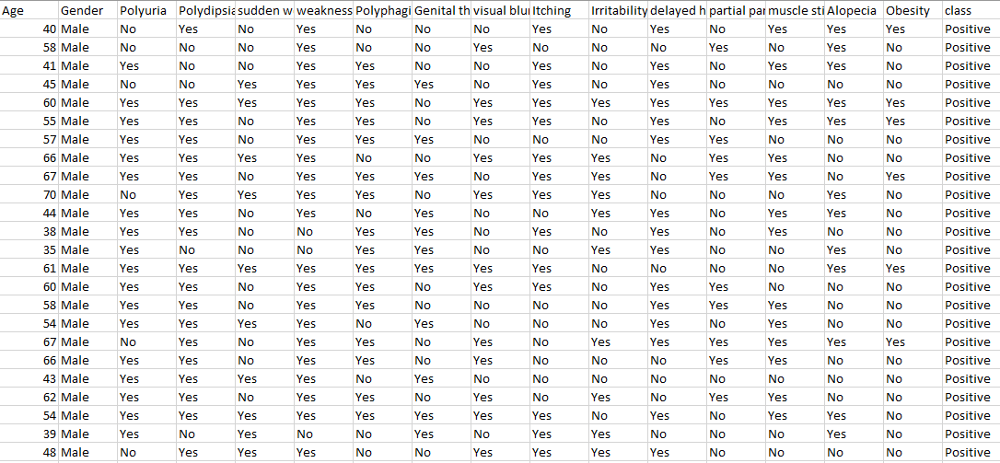 Age Gender Polyuria Polydipsia sudden w weakness Polyphagi Genital th visual blu Itching Irritability delayed h partial par muscle sti Alopecia Obesity class
40 Male No Yes No Yes No No No Yes No Yes No Yes Yes Yes Positive
58 Male No No No Yes No No Yes No No No Yes No Yes No Positive
41 Male Yes No No Yes Yes No No Yes No Yes No Yes Yes No Positive
45 Male No No Yes Yes Yes Yes No Yes No Yes No No No No Positive
60 Male Yes Yes Yes Yes Yes No Yes Yes Yes Yes Yes Yes Yes Yes Positive
55 Male Yes Yes No Yes Yes No Yes Yes No Yes No Yes Yes Yes Positive
57 Male Yes Yes No Yes Yes Yes No No No Yes Yes No No No Positive
66 Male Yes Yes Yes Yes No No Yes Yes Yes No Yes Yes No No Positive
67 Male Yes Yes No Yes Yes Yes No Yes Yes No Yes Yes No Yes Positive
70 Male No Yes Yes Yes Yes No Yes Yes Yes No No No Yes No Positive
44 Male Yes Yes No Yes No Yes No No Yes Yes No Yes Yes No Positive
38 Male Yes Yes No No Yes Yes No Yes No Yes No Yes No No Positive
35 Male Yes No No No Yes Yes No No Yes Yes No No Yes No Positive
61 Male Yes Yes Yes Yes Yes Yes Yes Yes No No No No Yes Yes Positive
60 Male Yes Yes No Yes Yes No Yes Yes No Yes Yes No No No Positive
58 Male Yes Yes No Yes Yes No No No No Yes Yes Yes No No Positive
54 Male Yes Yes Yes Yes No Yes No No No Yes No Yes No No Positive
67 Male No Yes No Yes Yes No Yes No Yes Yes Yes Yes Yes Yes Positive
66 Male Yes Yes No Yes Yes No Yes No No No Yes Yes No No Positive
43 Male Yes Yes Yes Yes No Yes No No No No No No No No Positive
62 Male Yes Yes No Yes Yes No Yes No Yes No Yes Yes No No Positive
54 Male Yes Yes Yes Yes Yes Yes Yes Yes No Yes No Yes Yes No Positive
39 Male Yes No Yes No No Yes No Yes Yes No No No Yes No Positive
48 Male No Yes Yes Yes No No Yes Yes Yes Yes No No No No Positive